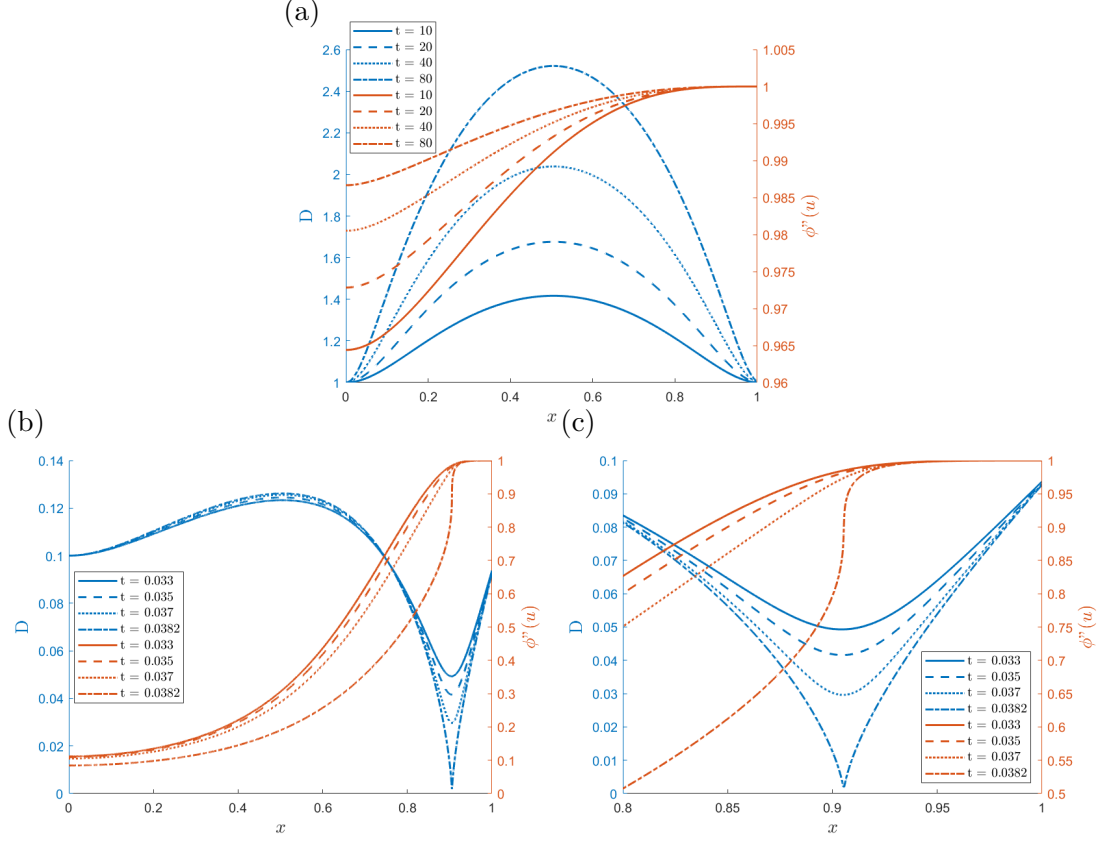 (a)
t = 10
t = 20
t = 40
t = 80
t = 10
t = 20
t = 40
t = 80
2.6
2.4
2.2
2
1.8
1.6
1.4
1.2
1
D
1.005
1
0.995
0.99
0.985
0.98
0.975
0.97
0.965
0.96
ϕ''(u)
0
0.2
0.4
0.6
0.8
1
x
(b)
0.14
0.12
0.1
0.08
0.06
0.04
0.02
0
D
t = 0.033
t = 0.035
t = 0.037
t = 0.0382
t = 0.033
t = 0.035
t = 0.037
t = 0.0382
1
0.9
0.8
0.7
0.6
0.5
0.4
0.3
0.2
0.1
0
ϕ''(u)
0
0.2
0.4
0.6
0.8
1
x
(c)
0.1
0.09
0.08
0.07
0.06
0.05
0.04
0.03
0.02
0.01
0
D
t = 0.033
t = 0.035
t = 0.037
t = 0.0382
t = 0.033
t = 0.035
t = 0.037
t = 0.0382
1
0.95
0.9
0.85
0.8
0.75
0.7
0.65
0.6
0.55
0.5
ϕ''(u)
0.8
0.85
0.9
0.95
1
x